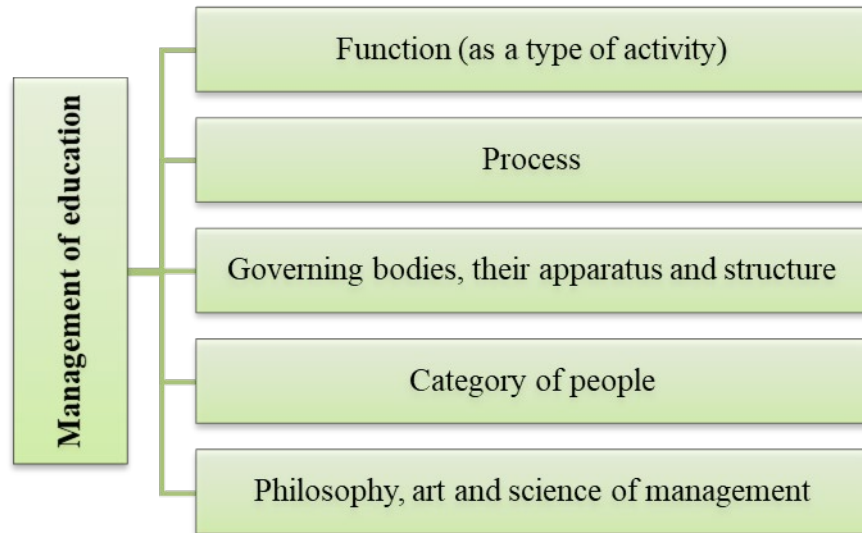 Management of education
Function (as a type of activity)
Process
Governing bodies, their apparatus and structure
Category of people
Philosophy, art and science of management